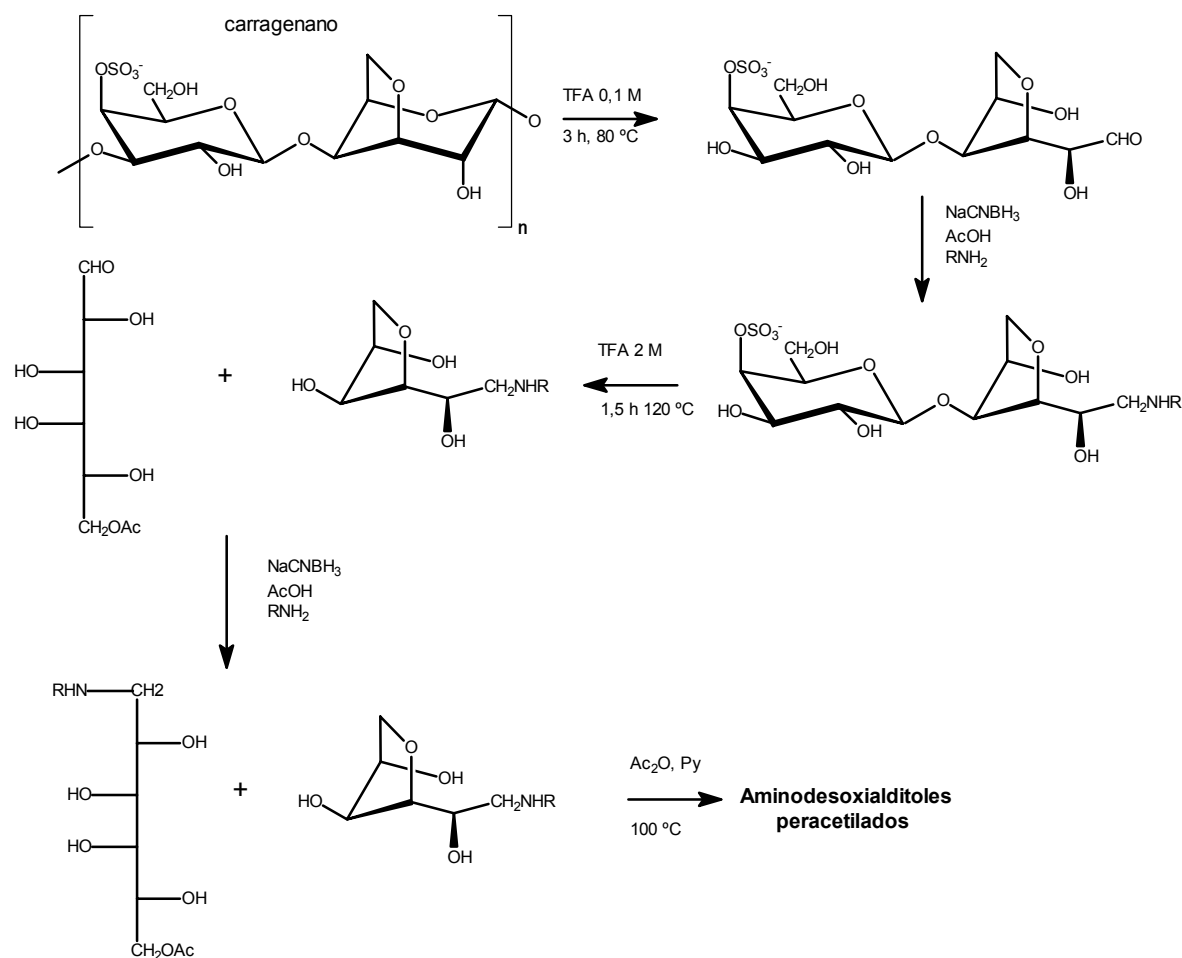 carragenano
OSO3-
CH2OH
O
O
O
O
O
O
OH
OH
n
TFA 0,1 M
3 h, 80 ºC
OSO3-
CH2OH
O
O
O
HO
OH
OH
CHO
OH
NaCNBH3
AcOH
RNH2
CHO
OH
HO
HO
OH
CH2OAc
+
O
OH
HO
CH2NHR
OH
TFA 2 M
1,5 h 120 ºC
OSO3-
CH2OH
O
O
O
HO
OH
OH
CH2NHR
OH
NaCNBH3
AcOH
RNH2
RHN
CH2
OH
HO
HO
OH
CH2OAc
+
O
OH
HO
CH2NHR
OH
Ac2O, Py
100 ºC
Aminodesoxialditoles
peracetilados